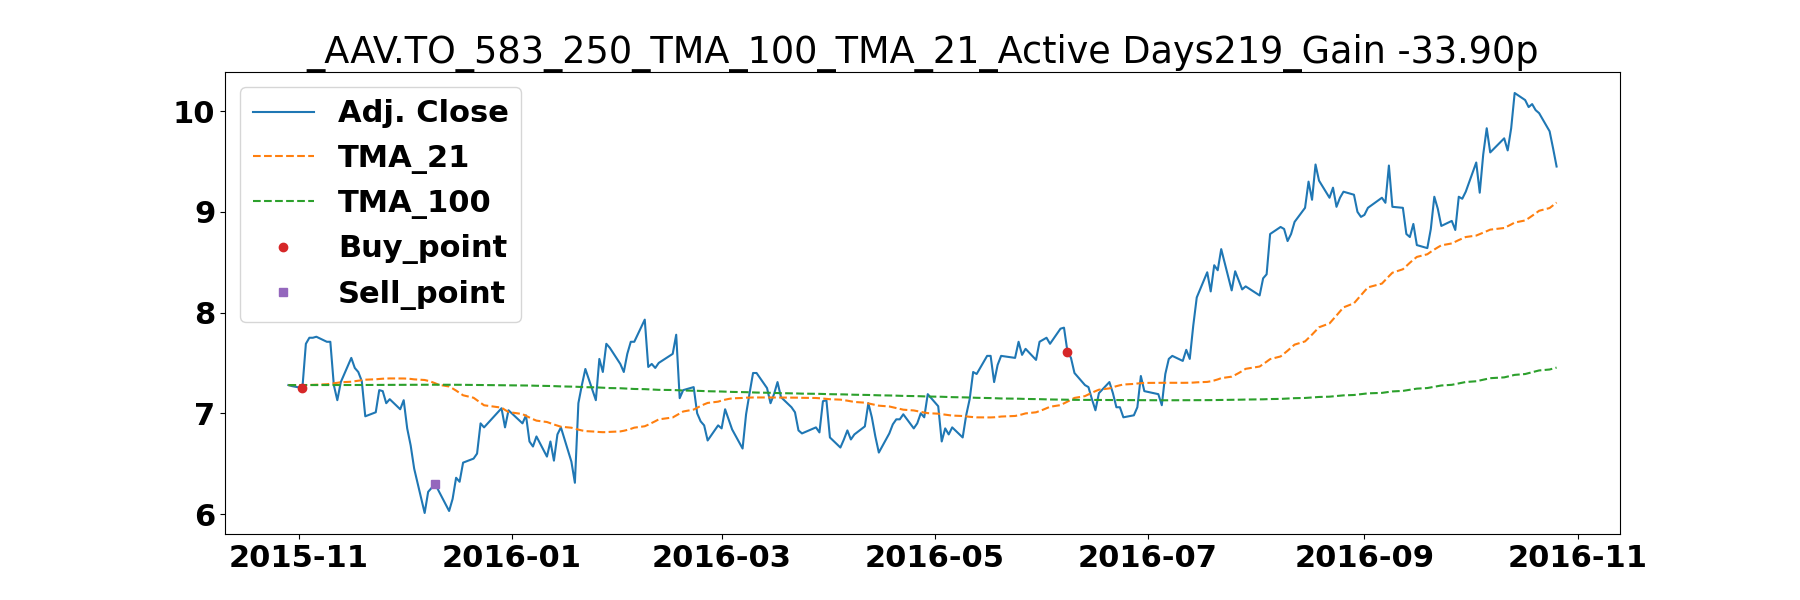 _AAV.TO_583_250_TMA_100_TMA_21_Active Days219_Gain -33.90p
Adj. Close
TMA_21
TMA_100
Buy_point
Sell_point
10
9
8
7
6
2015-11 2016-01 2016-03 2016-05 2016-07 2016-09 2016-11